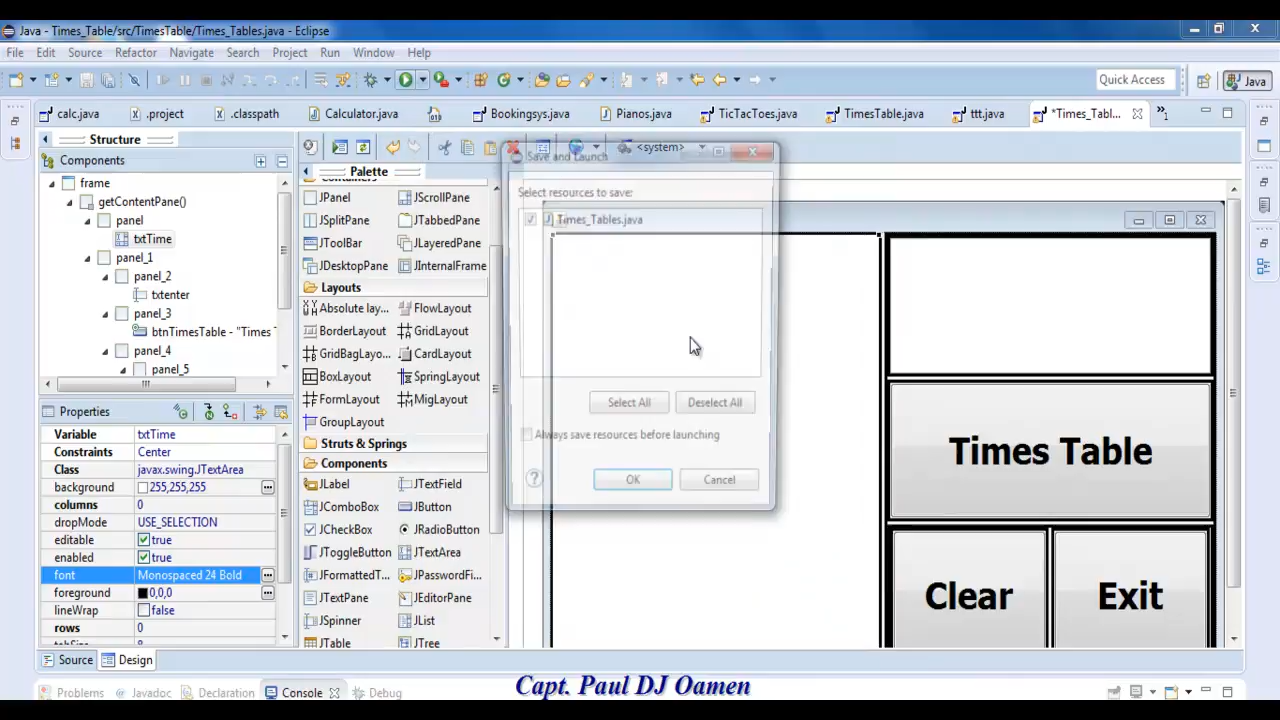 Java - Times_Table/src/TimesTable/Times_Tables.java - Eclipse
File Edit Source Refactor Navigate Search Project Run Window Help
Quick Access
Java
calc.java
.project
.classpath
Calculator.java
Bookingsys.java
Pianos.java
TicTacToes.java
TimesTable.java
ttt.java
*Times_Tabl...
Structure
Components
frame
getContentPane()
panel
txtTime
panel_1
panel_2
txtenter
panel_3
btnTimesTable - "Times
panel_4
panel_5
Properties
Variable txtTime
Constraints Center
Class javax.swing.JTextArea
background 255,255,255
columns 0
dropMode USE_SELECTION
editable true
enabled true
font Monospaced 24 Bold
foreground 0,0,0
lineWrap false
rows 0
tabSize 8
Source Design
Palette
Containers
JPanel JScrollPane
JSplitPane JTabbedPane
JToolBar JLayeredPane
JDesktopPane JInternalFrame
Layouts
Absolute lay... FlowLayout
BorderLayout GridLayout
GridBagLayo... CardLayout
BoxLayout SpringLayout
FormLayout MigLayout
GroupLayout
Struts & Springs
Components
JLabel JTextField
JComboBox JButton
JCheckBox JRadioButton
JToggleButton JTextArea
JFormattedT... JPasswordFi...
JTextPane JEditorPane
JSpinner JList
JTable JTree
<system>
Save and Launch
Select resources to save:
Times_Tables.java
Select All Deselect All
Always save resources before launching
OK Cancel
Times Table
Clear Exit
Problems Javadoc Declaration Console Debug
Capt. Paul DJ Oamen